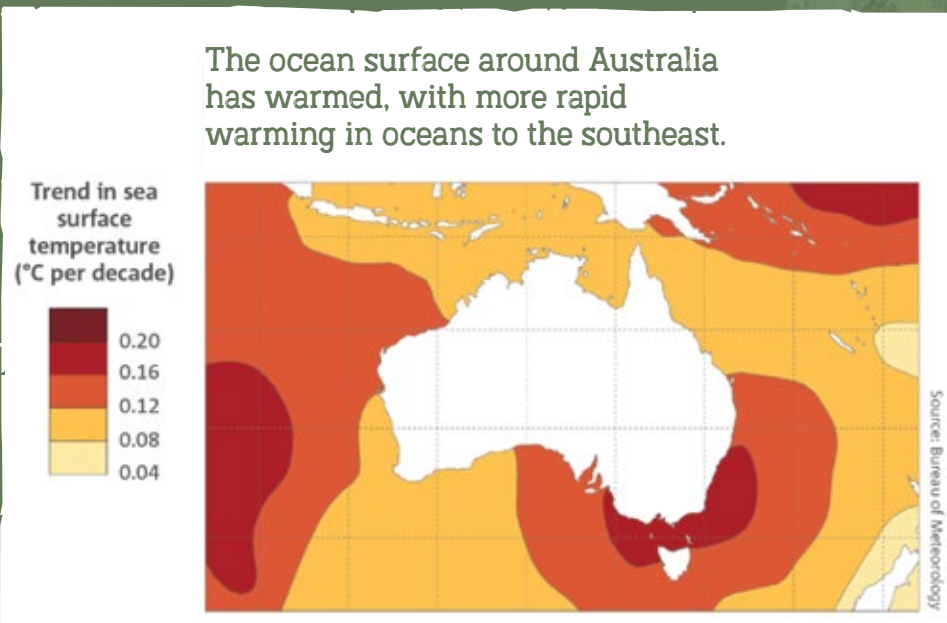 The ocean surface around Australia
has warmed, with more rapid
warming in oceans to the southeast.
Trend in sea
surface
temperature
(°C per decade)
0.20
0.16
0.12
0.08
0.04
Source: Bureau of Meteorology